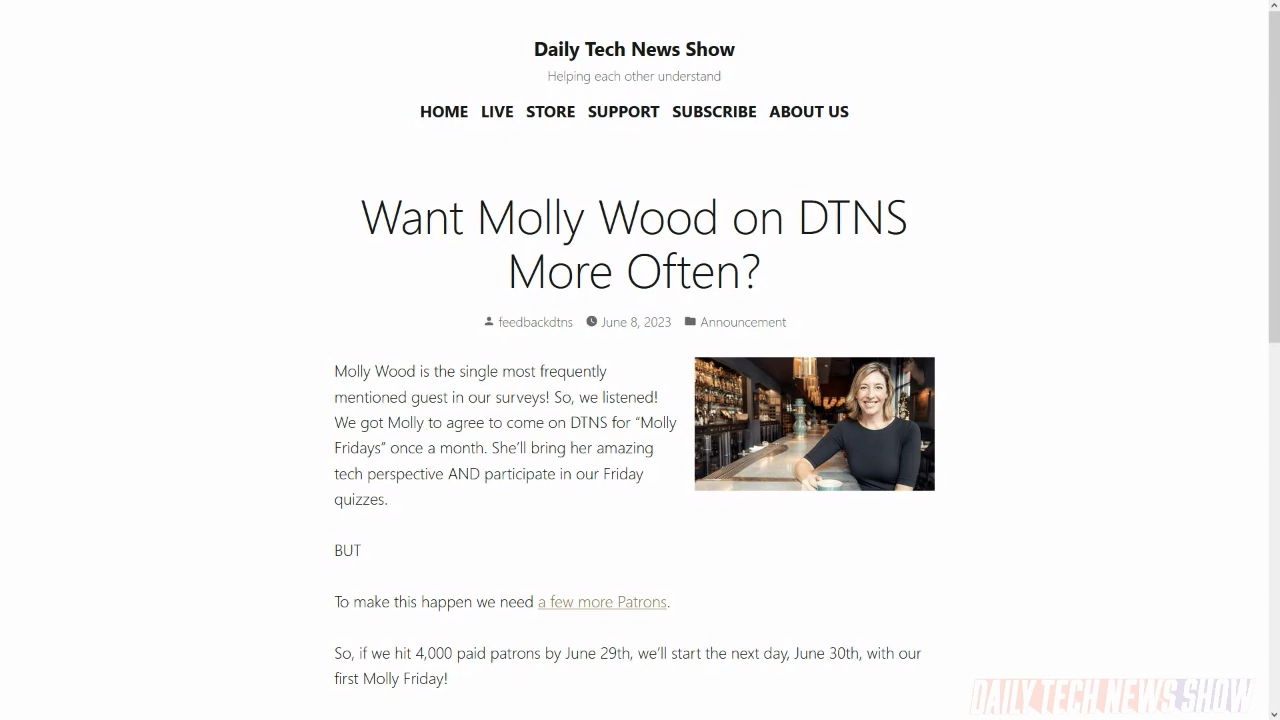 Daily Tech News Show
Helping each other understand
HOME LIVE STORE SUPPORT SUBSCRIBE ABOUT US
Want Molly Wood on DTNS
More Often?
feedbackdtns June 8, 2023 Announcement
Molly Wood is the single most frequently
mentioned guest in our surveys! So, we listened!
We got Molly to agree to come on DTNS for “Molly
Fridays” once a month. She’ll bring her amazing
tech perspective AND participate in our Friday
quizzes.
BUT
To make this happen we need a few more Patrons.
So, if we hit 4,000 paid patrons by June 29th, we’ll start the next day, June 30th, with our
first Molly Friday!
DAILY TECH NEWS SHOW